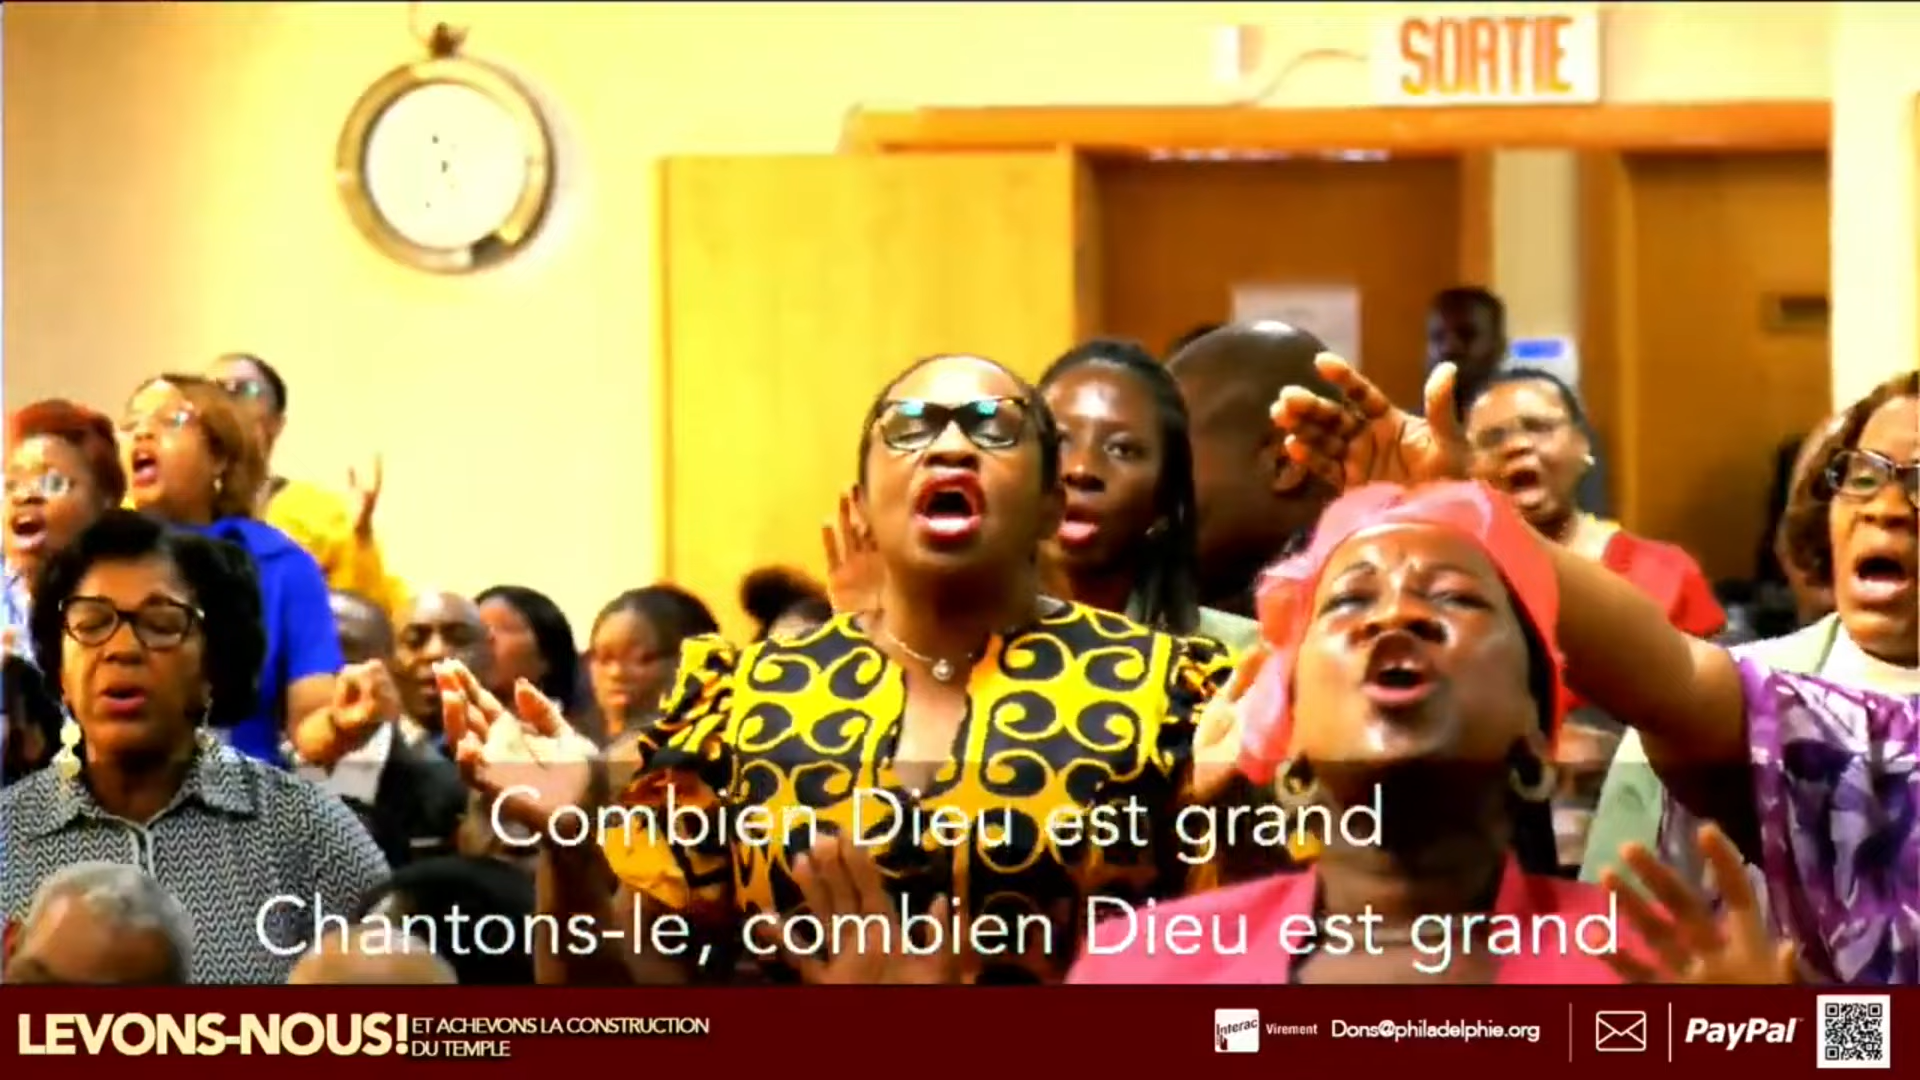 SORTIE
Combien Dieu est grand
Chantons-le, combien Dieu est grand
LEVONS-NOUS! ET ACHEVONS LA CONSTRUCTION
DU TEMPLE
Interac Virement Dons@philadelphie.org PayPal